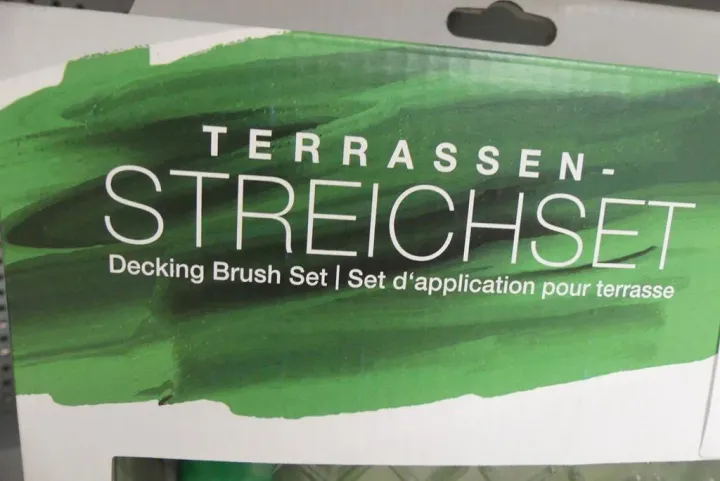 TERRASSEN-
STREICHSET
Decking Brush Set | Set d'application pour terrasse